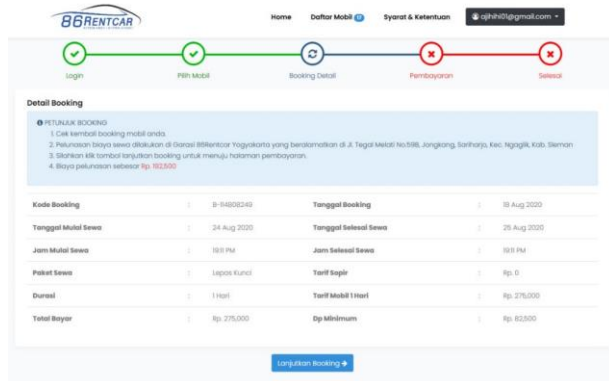 86RENTCAR
Home Daftar Mobil Syarat & Ketentuan ajihihi01@gmail.com
Login Pilih Mobil Booking Detail Pembayaran Selesai
Detail Booking
PETUNJUK BOOKING
1. Cek kembali booking mobil anda.
2. Pelunasan biaya sewa dilakukan di Garasi 86Rentcar Yogyakarta yang beralamatkan di Jl. Tegal Melati No.59B, Jongkang, Sariharjo, Kec. Ngaglik, Kab. Sleman
3. Silahkan klik tombol lanjutkan booking untuk menuju halaman pembayaran.
4. Biaya pelunasan sebesar Rp. 192,500
Kode Booking : B-114808249 Tanggal Booking : 18 Aug 2020
Tanggal Mulai Sewa : 24 Aug 2020 Tanggal Selesai Sewa : 25 Aug 2020
Jam Mulai Sewa : 19:11 PM Jam Selesai Sewa : 19:11 PM
Paket Sewa : Lepas Kunci Tarif Sopir : Rp. 0
Durasi : 1 Hari Tarif Mobil 1 Hari : Rp. 275,000
Total Bayar : Rp. 275,000 Dp Minimum : Rp. 82,500
Lanjutkan Booking